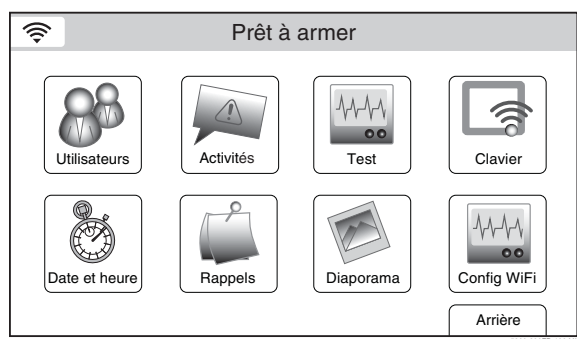 Prêt à armer
Utilisateurs
Activités
Test
Clavier
Date et heure
Rappels
Diaporama
Config WiFi
Arrière